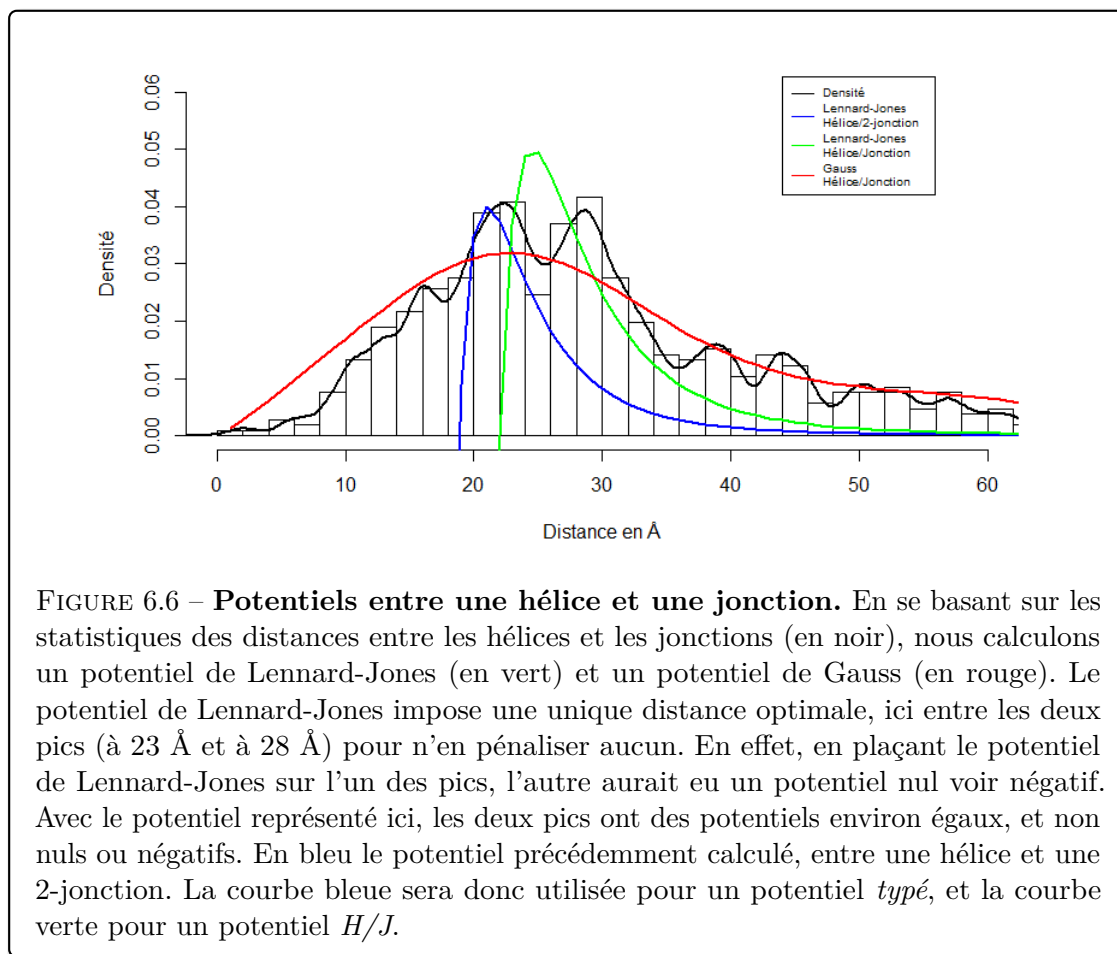 0.06
0.05
0.04
0.03
0.02
0.01
0.00
Densité
Densité
Lennard-Jones
Hélice/2-jonction
Lennard-Jones
Hélice/Jonction
Gauss
Hélice/Jonction
0 10 20 30 40 50 60
Distance en Å
FIGURE 6.6 – Potentiels entre une hélice et une jonction. En se basant sur les
statistiques des distances entre les hélices et les jonctions (en noir), nous calculons
un potentiel de Lennard-Jones (en vert) et un potentiel de Gauss (en rouge). Le
potentiel de Lennard-Jones impose une unique distance optimale, ici entre les deux
pics (à 23 Å et à 28 Å) pour n'en pénaliser aucun. En effet, en plaçant le potentiel
de Lennard-Jones sur l'un des pics, l'autre aurait eu un potentiel nul voir négatif.
Avec le potentiel représenté ici, les deux pics ont des potentiels environ égaux, et non
nuls ou négatifs. En bleu le potentiel précédemment calculé, entre une hélice et une
2-jonction. La courbe bleue sera donc utilisée pour un potentiel typé, et la courbe
verte pour un potentiel H/J.